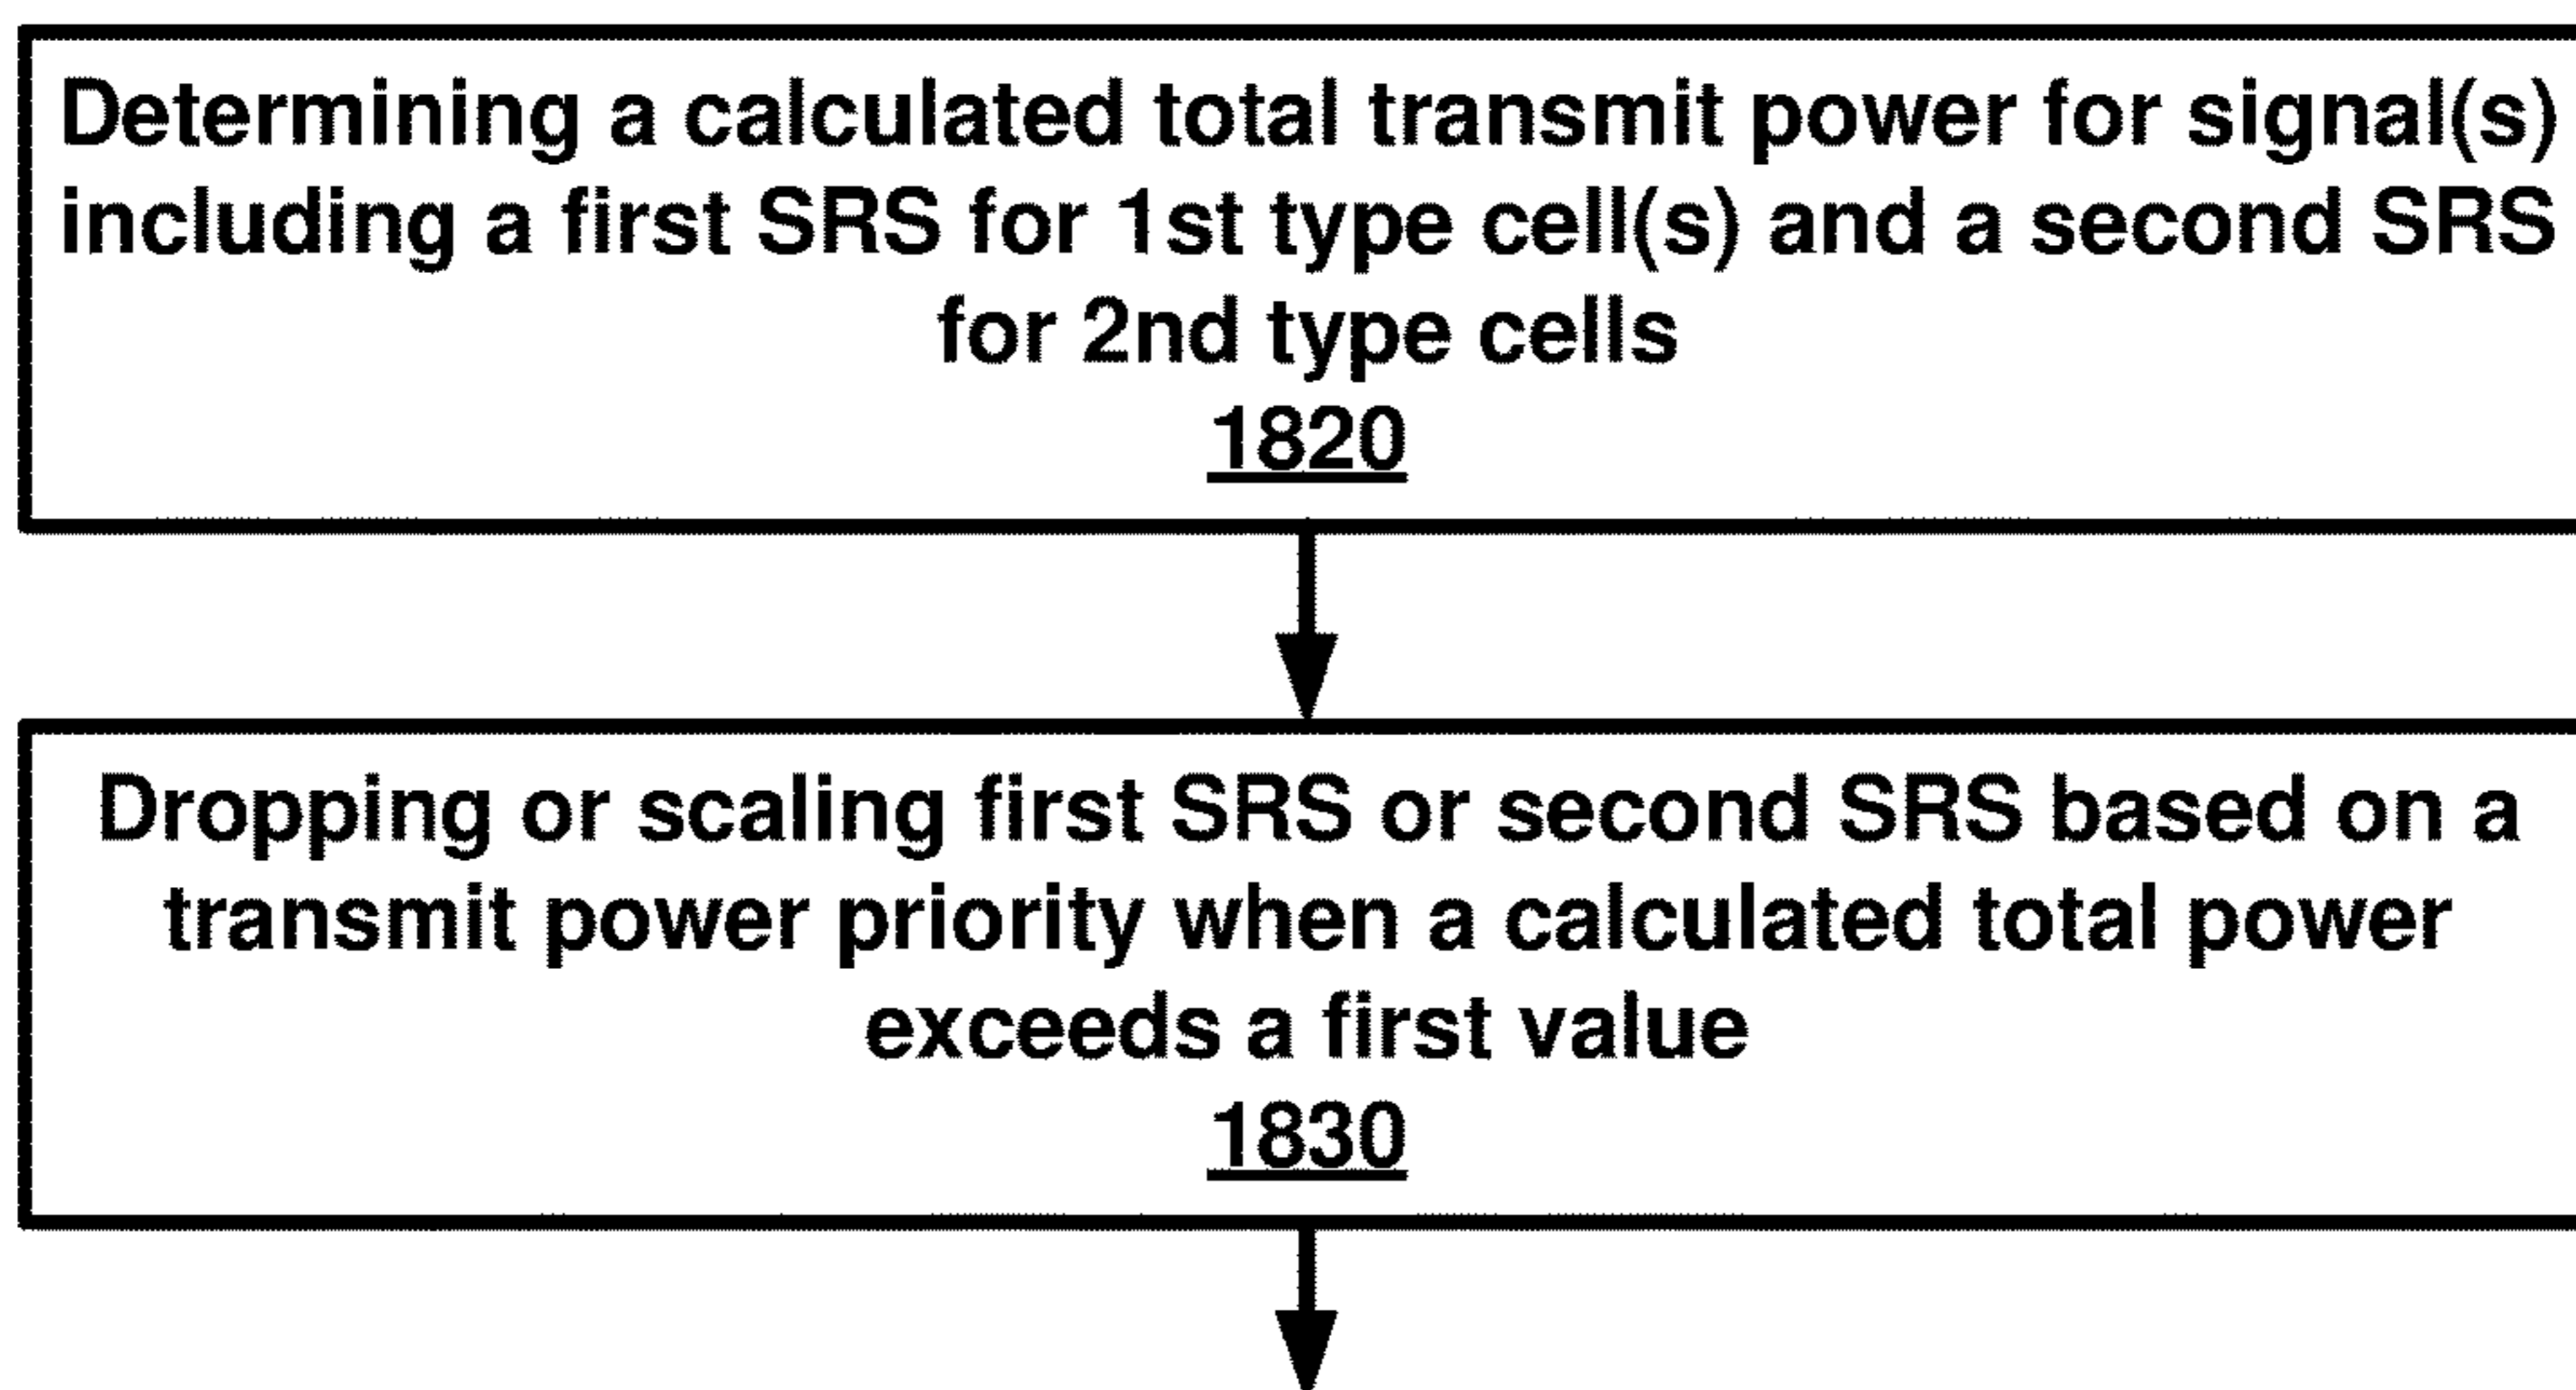 Determining a calculated total transmit power for signal(s)
including a first SRS for 1st type cell(s) and a second SRS
for 2nd type cells
1820
Dropping or scaling first SRS or second SRS based on a
transmit power priority when a calculated total power
exceeds a first value
1830